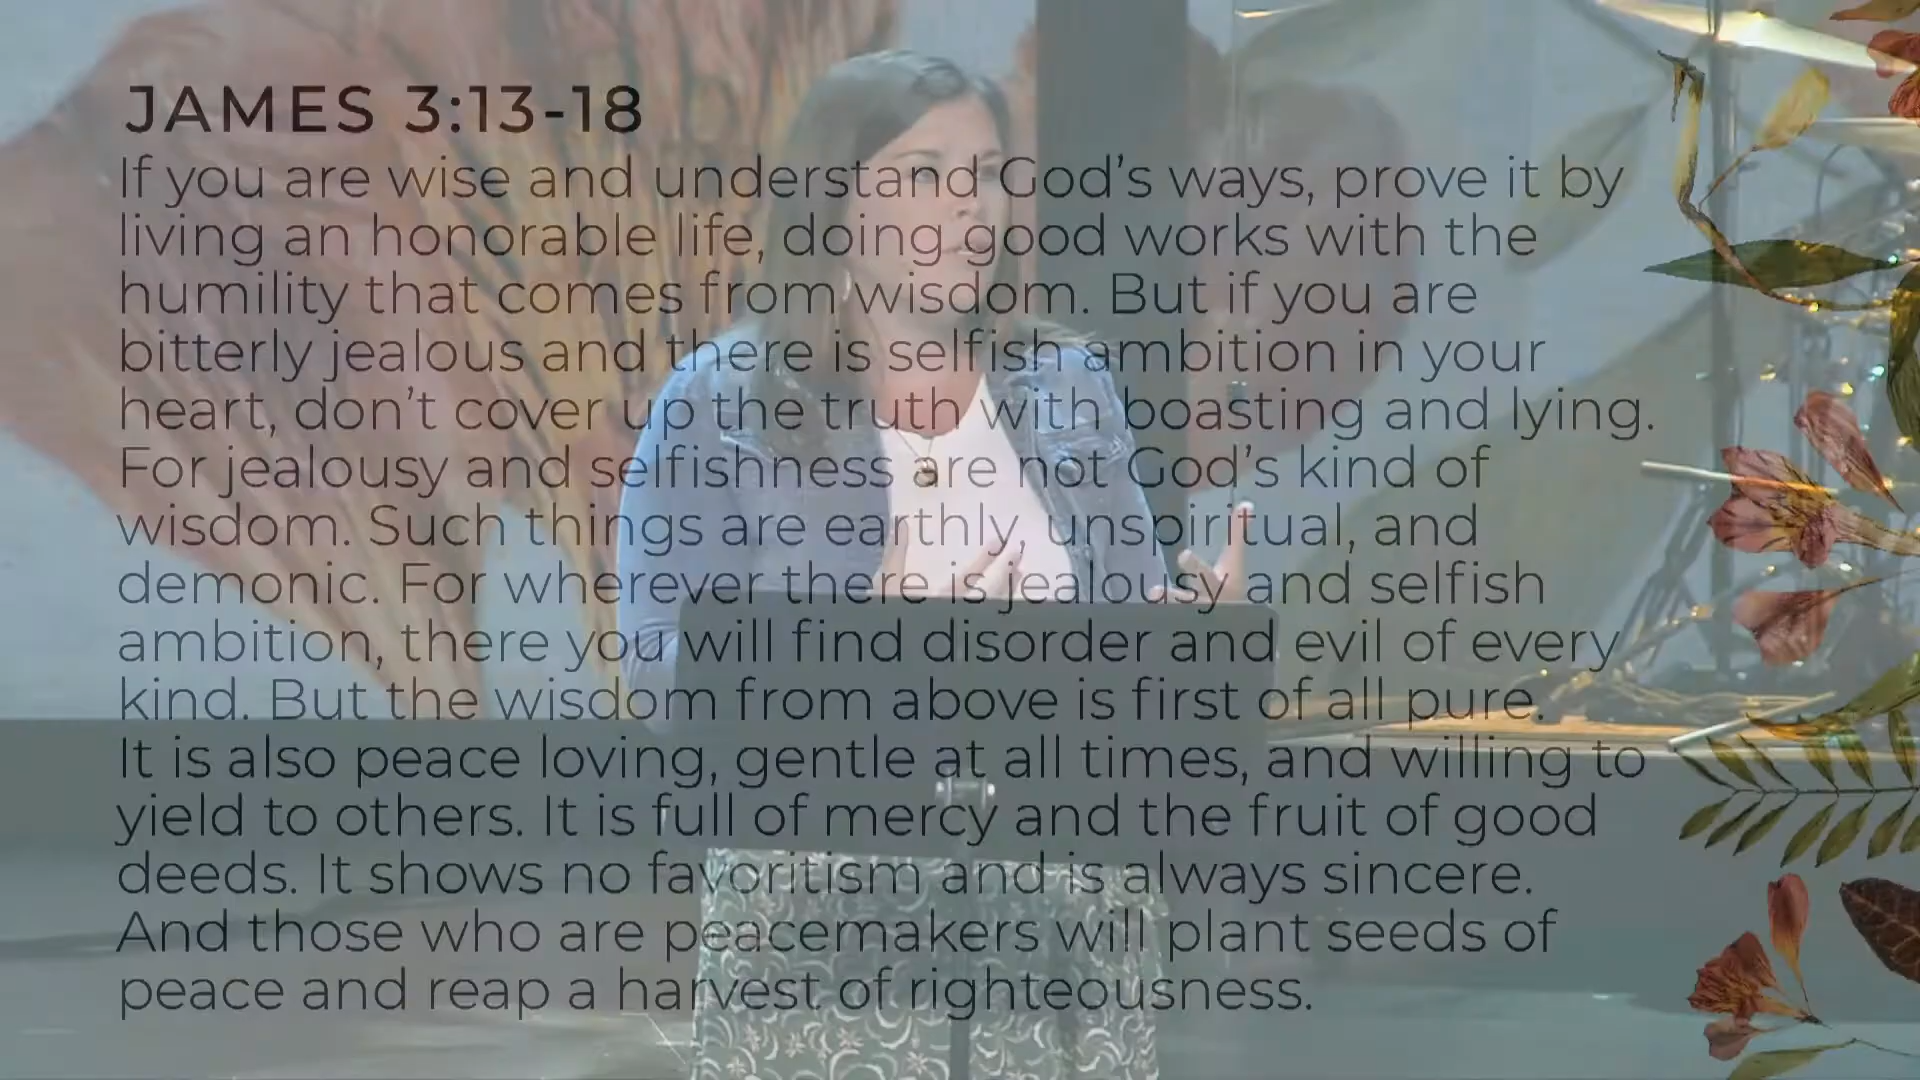 JAMES 3:13-18
If you are wise and understand God's ways, prove it by
living an honorable life, doing good works with the
humility that comes from wisdom. But if you are
bitterly jealous and there is selfish ambition in your
heart, don't cover up the truth with boasting and lying.
For jealousy and selfishness are not God's kind of
wisdom. Such things are earthly, unspiritual, and
demonic. For wherever there is jealousy and selfish
ambition, there you will find disorder and evil of every
kind. But the wisdom from above is first of all pure.
It is also peace loving, gentle at all times, and willing to
yield to others. It is full of mercy and the fruit of good
deeds. It shows no favoritism and is always sincere.
And those who are peacemakers will plant seeds of
peace and reap a harvest of righteousness.